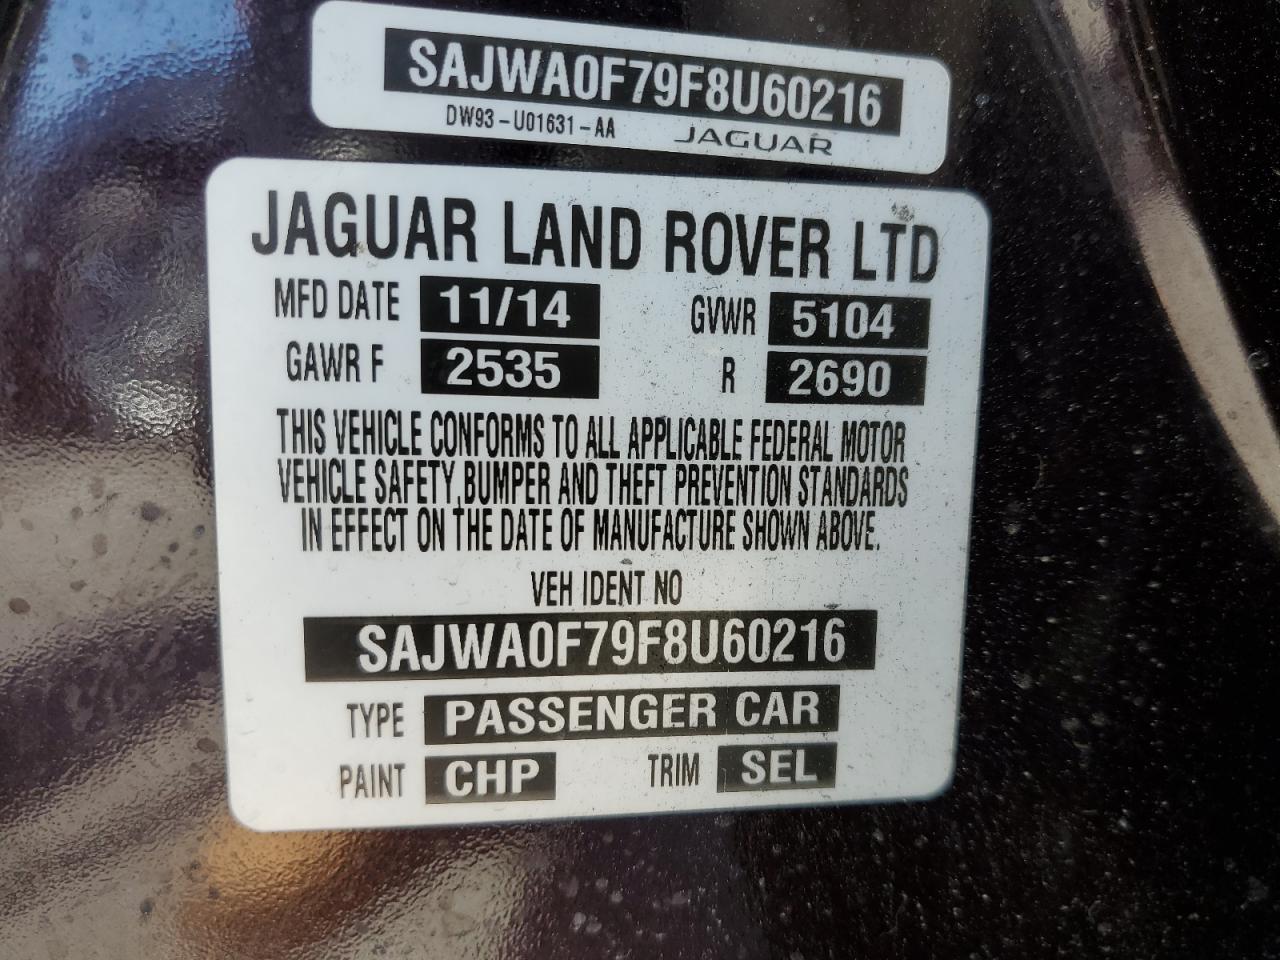 SAJWA0F79F8U60216
DW93-U01631-AA JAGUAR
JAGUAR LAND ROVER LTD
MFD DATE 11/14 GVWR 5104
GAWR F 2535 R 2690
THIS VEHICLE CONFORMS TO ALL APPLICABLE FEDERAL MOTOR
VEHICLE SAFETY,BUMPER AND THEFT PREVENTION STANDARDS
IN EFFECT ON THE DATE OF MANUFACTURE SHOWN ABOVE.
VEH IDENT NO
SAJWA0F79F8U60216
TYPE PASSENGER CAR
PAINT CHP TRIM SEL